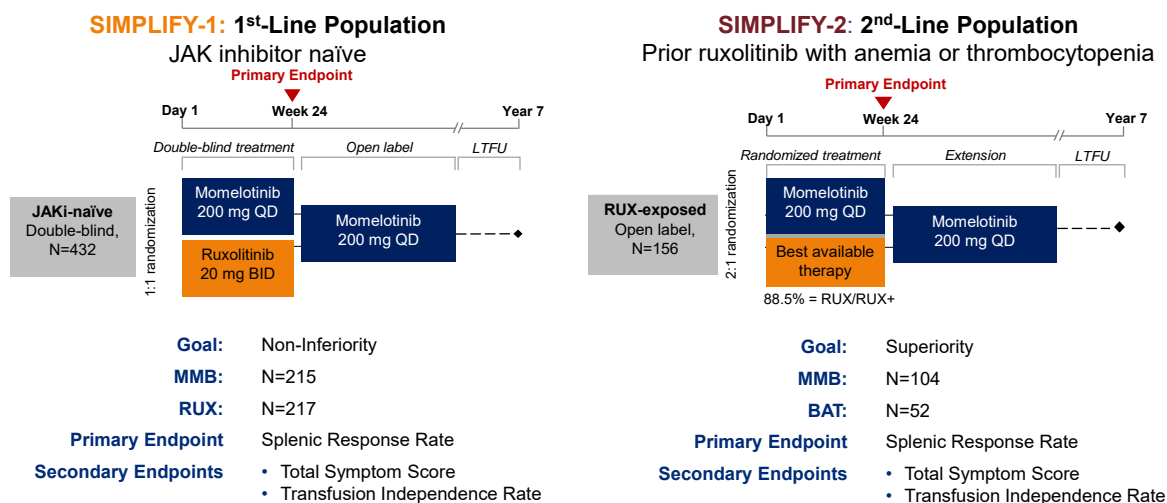 SIMPLIFY-1: 1st-Line Population
JAK inhibitor naïve
Primary Endpoint
Day 1
Week 24
Year 7
Double-blind treatment
Open label
LTFU
JAKi-naïve
Double-blind,
N=432
1:1 randomization
Momelotinib
200 mg QD
Ruxolitinib
20 mg BID
Momelotinib
200 mg QD
Goal: Non-Inferiority
MMB: N=215
RUX: N=217
Primary Endpoint Splenic Response Rate
Secondary Endpoints • Total Symptom Score
• Transfusion Independence Rate
SIMPLIFY-2: 2nd-Line Population
Prior ruxolitinib with anemia or thrombocytopenia
Primary Endpoint
Day 1
Week 24
Year 7
Randomized treatment
Extension
LTFU
RUX-exposed
Open label,
N=156
2:1 randomization
Momelotinib
200 mg QD
Best available
therapy
Momelotinib
200 mg QD
88.5% = RUX/RUX+
Goal: Superiority
MMB: N=104
BAT: N=52
Primary Endpoint Splenic Response Rate
Secondary Endpoints • Total Symptom Score
• Transfusion Independence Rate